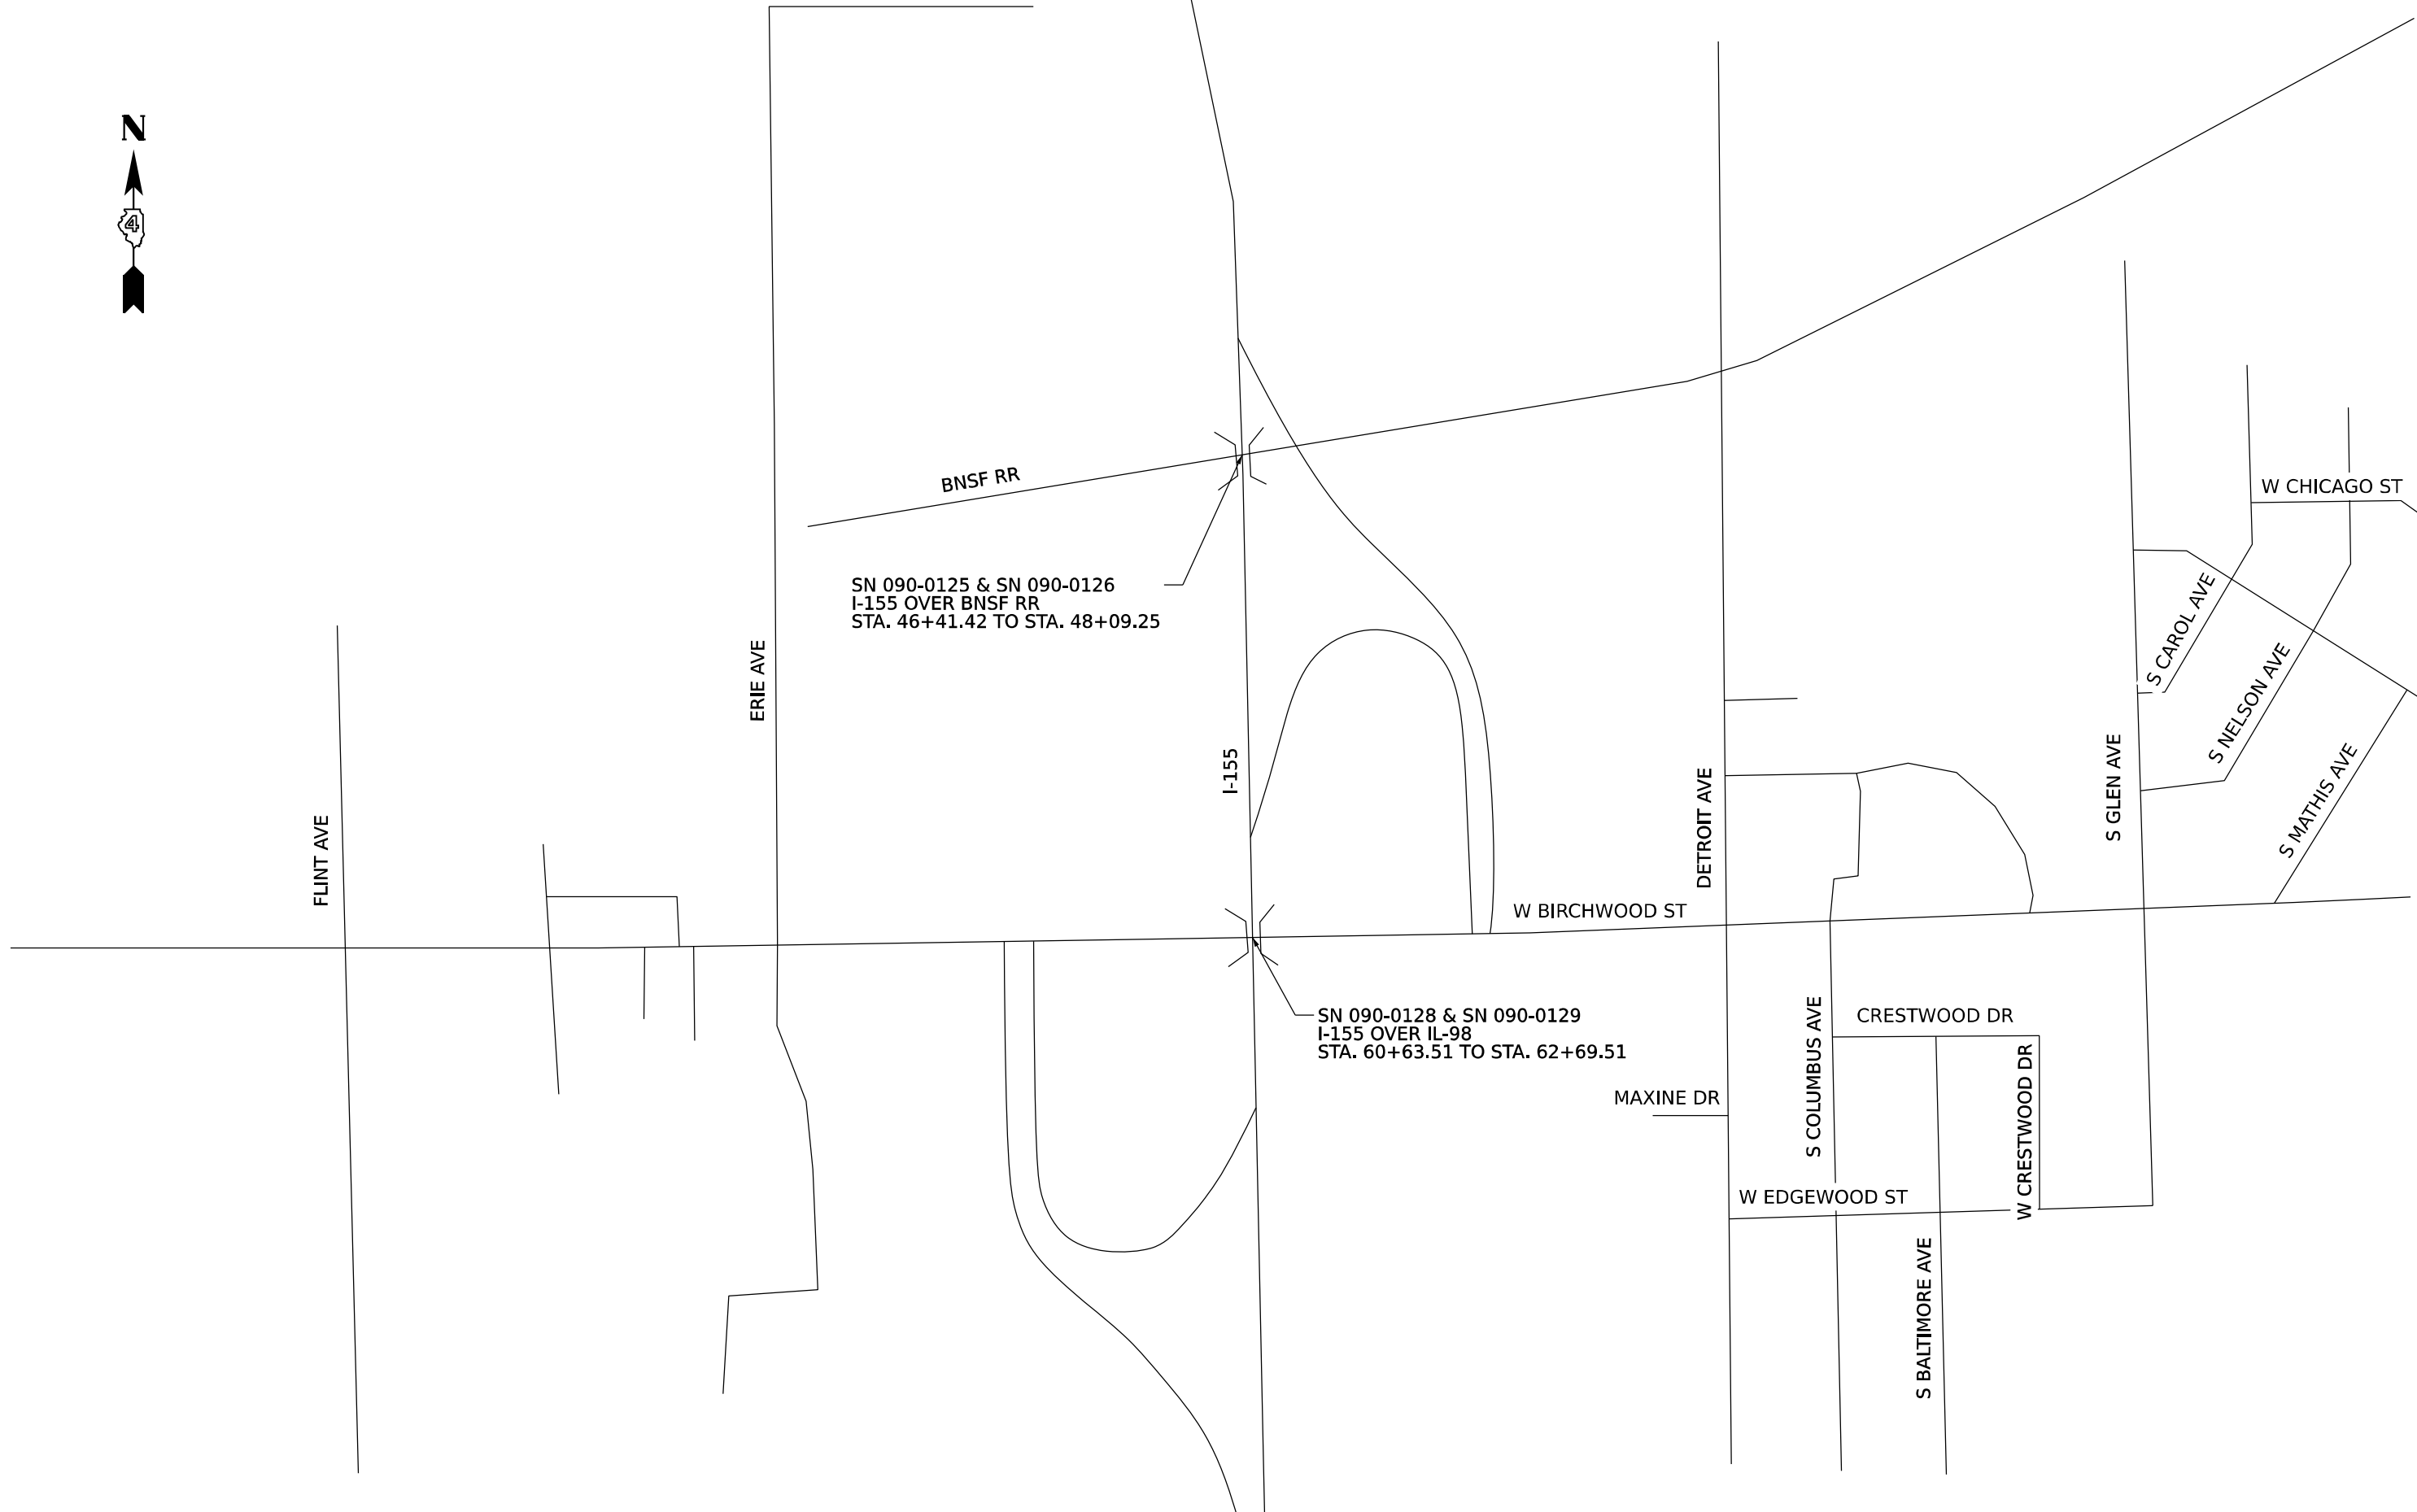 N
4
BNSF RR
W CHICAGO ST
SN 090-0125 & SN 090-0126
I-155 OVER BNSF RR
STA. 46+41.42 TO STA. 48+09.25
S CAROL AVE
ERIE AVE
S NELSON AVE
I-155
S GLEN AVE
S MATHIS AVE
DETROIT AVE
FLINT AVE
W BIRCHWOOD ST
SN 090-0128 & SN 090-0129
I-155 OVER IL-98
STA. 60+63.51 TO STA. 62+69.51
CRESTWOOD DR
S COLUMBUS AVE
MAXINE DR
W CRESTWOOD DR
W EDGEWOOD ST
S BALTIMORE AVE